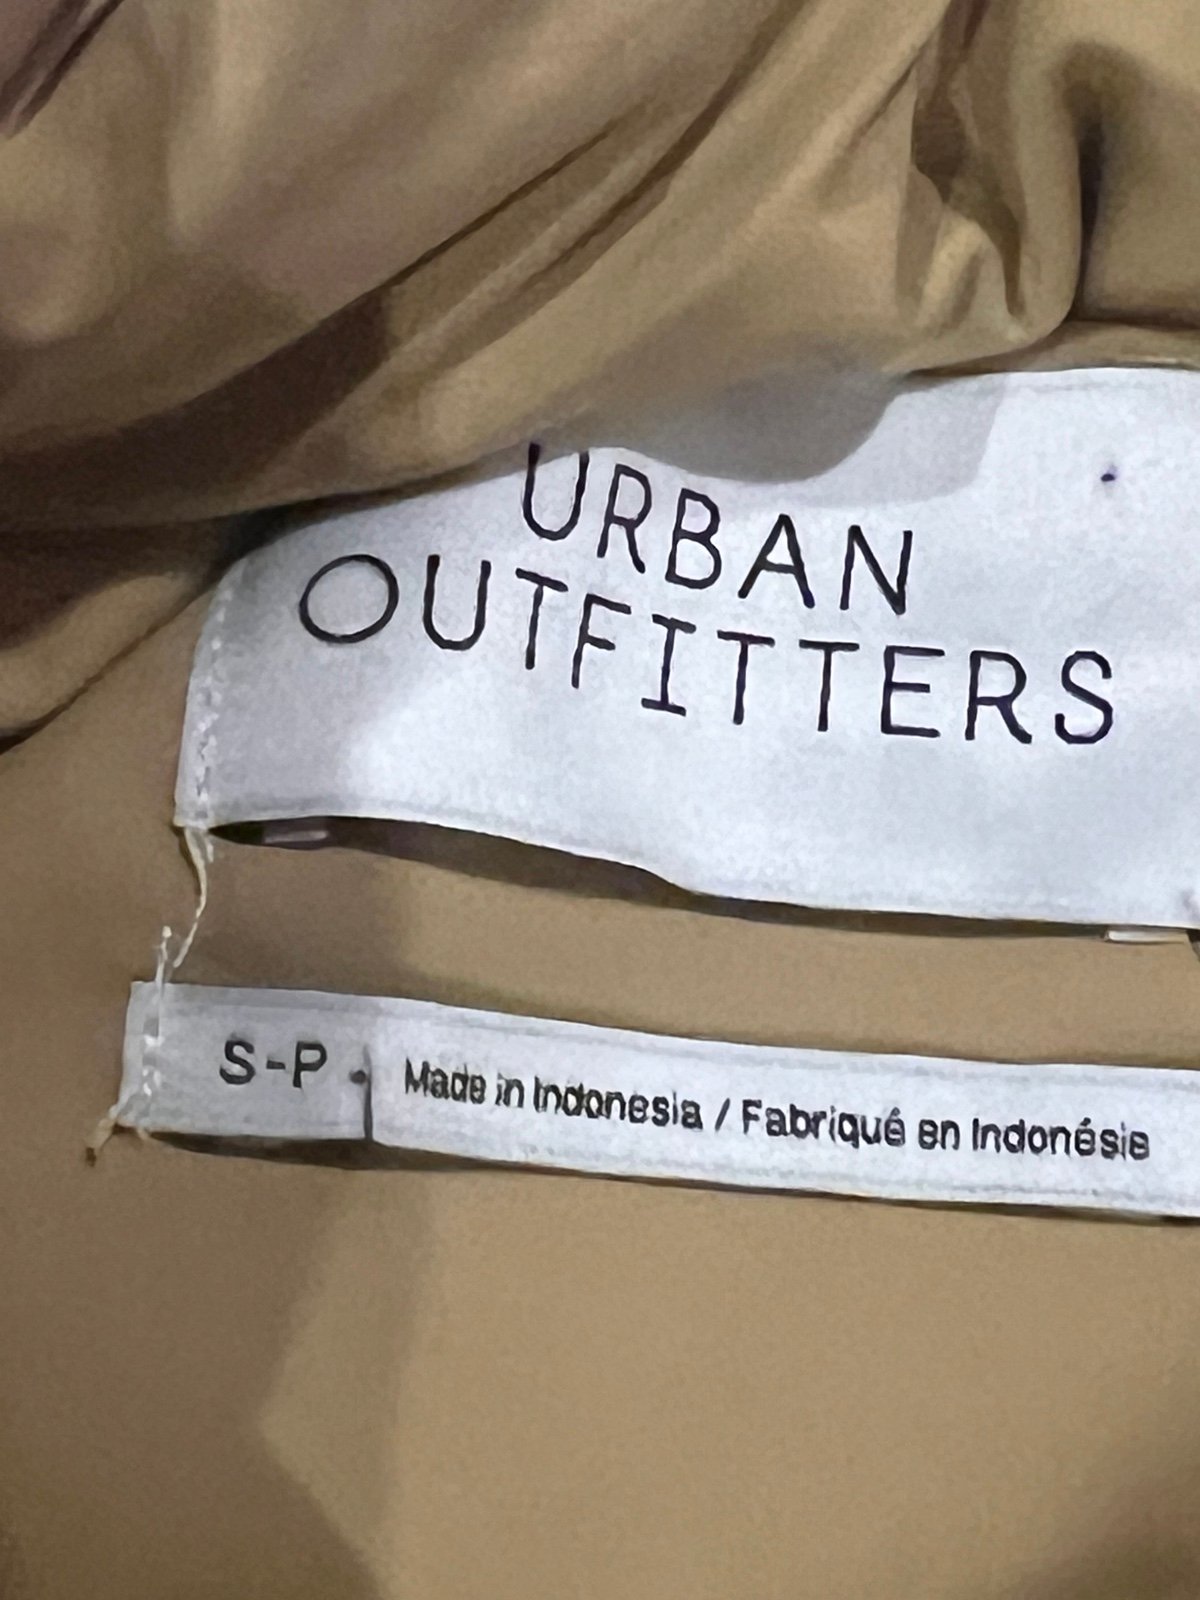 URBAN
OUTFITTERS
S-P
Made in Indonesia / Fabriqué en Indonésie